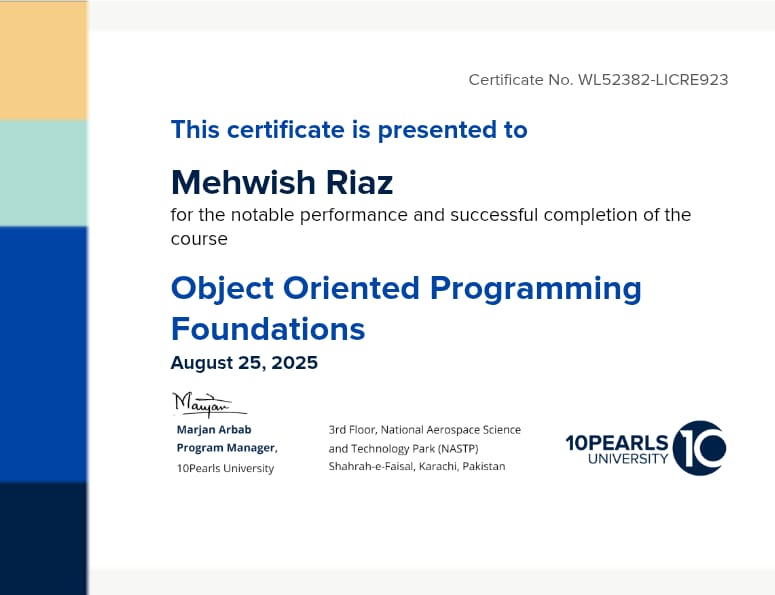 Certificate No. WL52382-LICRE923
This certificate is presented to
Mehwish Riaz
for the notable performance and successful completion of the
course
Object Oriented Programming
Foundations
August 25, 2025
Marjan
Marjan Arbab
Program Manager,
10Pearls University
3rd Floor, National Aerospace Science
and Technology Park (NASTP)
Shahrah-e-Faisal, Karachi, Pakistan
10PEARLS
UNIVERSITY
10